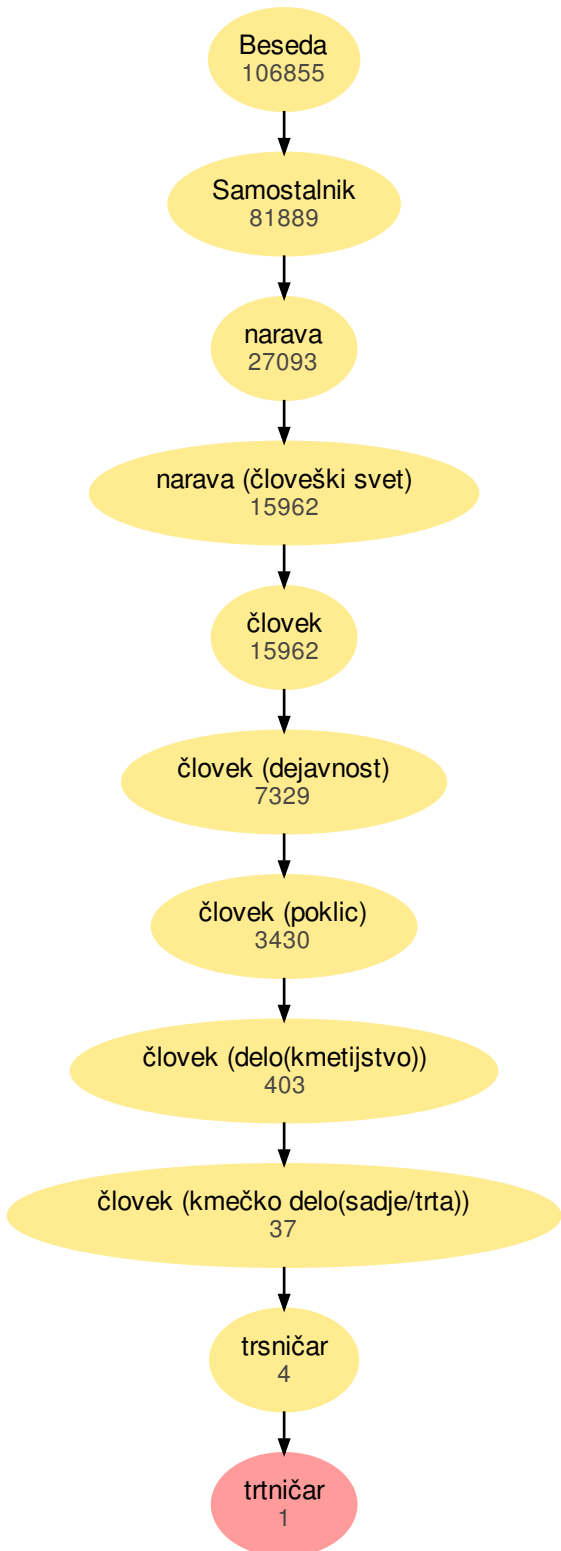 Beseda
106855
Samostalnik
81889
narava
27093
narava (človeški svet)
15962
človek
15962
človek (dejavnost)
7329
človek (poklic)
3430
človek (delo(kmetijstvo))
403
človek (kmečko delo(sadje/trta))
37
trsničar
4
trtničar
1